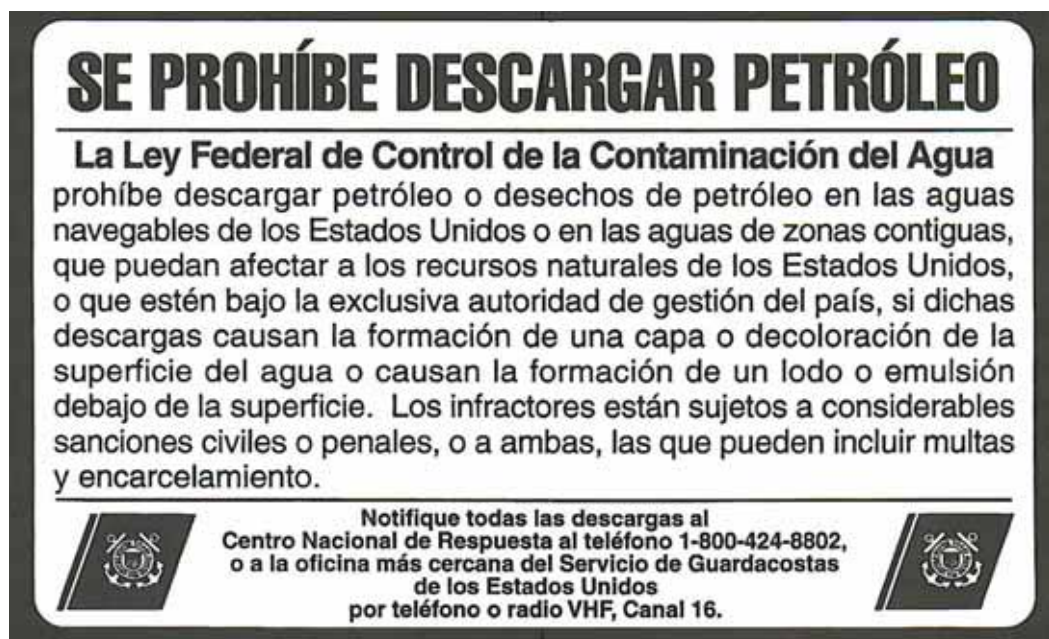 SE PROHÍBE DESCARGAR PETRÓLEO
La Ley Federal de Control de la Contaminación del Agua
prohíbe descargar petróleo o desechos de petróleo en las aguas
navegables de los Estados Unidos o en las aguas de zonas contiguas,
que puedan afectar a los recursos naturales de los Estados Unidos,
o que estén bajo la exclusiva autoridad de gestión del país, si dichas
descargas causan la formación de una capa o decoloración de la
superficie del agua o causan la formación de un lodo o emulsión
debajo de la superficie. Los infractores están sujetos a considerables
sanciones civiles o penales, o a ambas, las que pueden incluir multas
y encarcelamiento.
Notifique todas las descargas al
Centro Nacional de Respuesta al teléfono 1-800-424-8802,
o a la oficina más cercana del Servicio de Guardacostas
de los Estados Unidos
por teléfono o radio VHF, Canal 16.